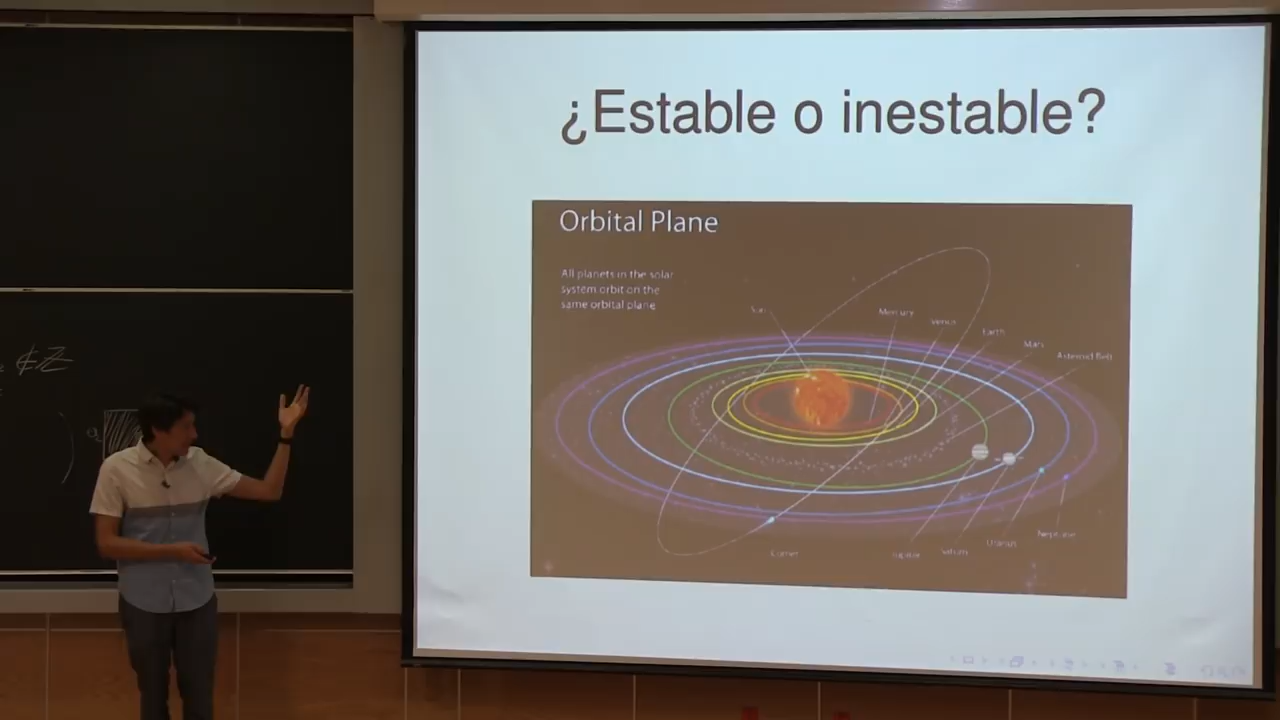 ¿Estable o inestable?
Orbital Plane
All planets in the solar
system orbit on the
same orbital plane
Sun
Mercury
Venus
Earth
Mars
Asteroid Belt
Comet
Jupiter
Saturn
Uranus
Neptune
∉ Z